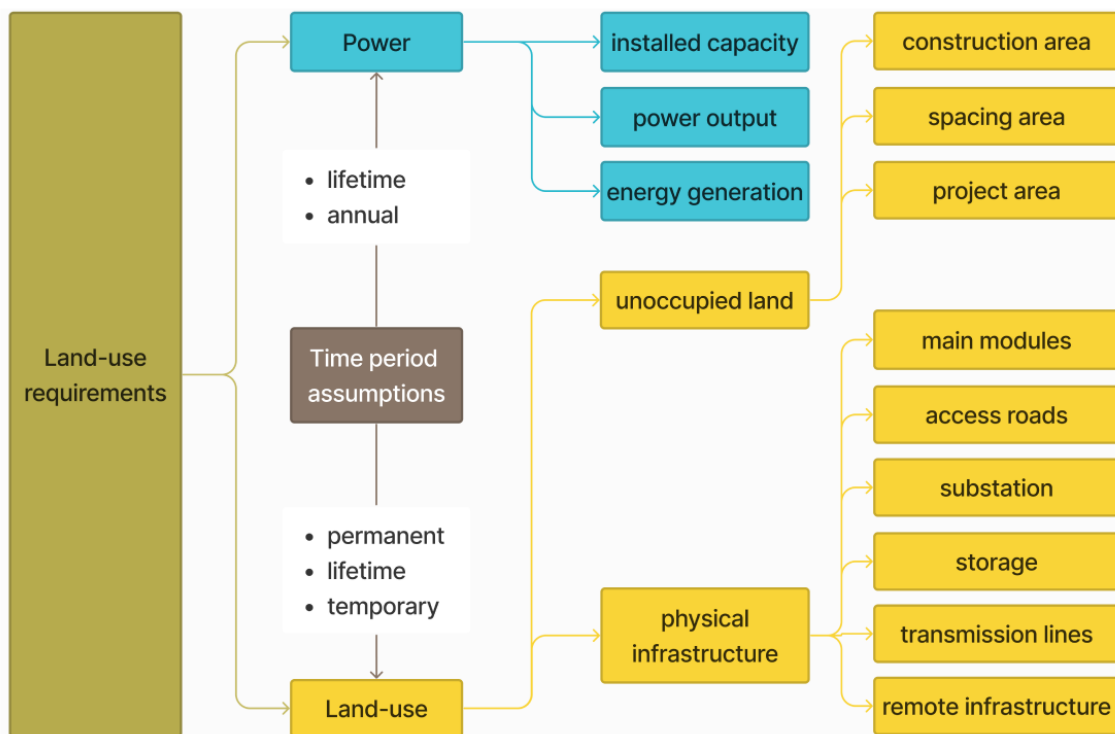 Land-use
requirements
Power
• lifetime
• annual
Time period
assumptions
• permanent
• lifetime
• temporary
Land-use
installed capacity
power output
energy generation
unoccupied land
physical
infrastructure
construction area
spacing area
project area
main modules
access roads
substation
storage
transmission lines
remote infrastructure